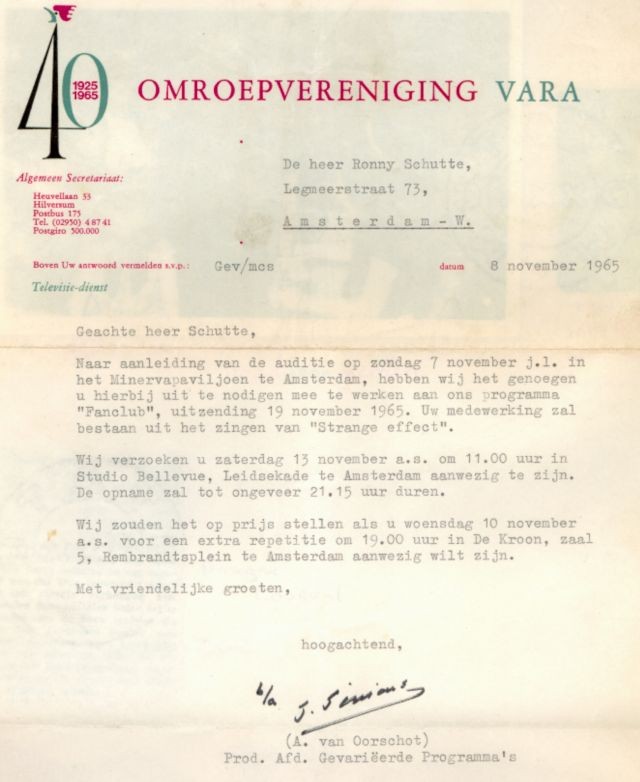 40
1925
1965
OMROEPVERENIGING VARA
De heer Ronny Schutte,
Legmeerstraat 73,
Amsterdam-W.
Algemeen Secretariaat:
Heuvellaan 33
Hilversum
Postbus 175
Tel. (02950) 4 87 41
Postgiro 500.000
Boven Uw antwoord vermelden s.v.p.: Gev/mcs datum 8 november 1965
Televisie-dienst
Geachte heer Schutte,
Naar aanleiding van de auditie op zondag 7 november j.l. in
het Minervapaviljoen te Amsterdam, hebben wij het genoegen
u hierbij uit te nodigen mee te werken aan ons programma
"Fanclub", uitzending 19 november 1965. Uw medewerking zal
bestaan uit het zingen van "Strange effect".
Wij verzoeken u zaterdag 13 november a.s. om 11.00 uur in
Studio Bellevue, Leidsekade te Amsterdam aanwezig te zijn.
De opname zal tot ongeveer 21.15 uur duren.
Wij zouden het op prijs stellen als u woensdag 10 november
a.s. voor een extra repetitie om 19.00 uur in De Kroon, zaal
5, Rembrandtsplein te Amsterdam aanwezig wilt zijn.
Met vriendelijke groeten,
hoogachtend,
b/a
(A. van Oorschot)
Prod. Afd. Gevariëerde Programma's